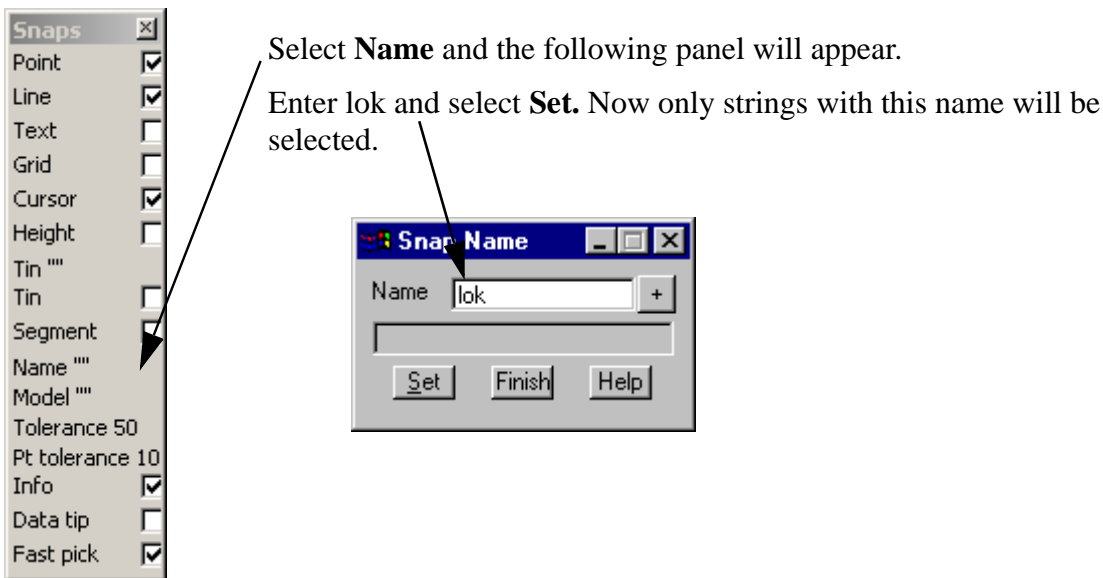 Snaps
Point
Line
Text
Grid
Cursor
Height
Tin ""
Tin
Segment
Name ""
Model ""
Tolerance 50
Pt tolerance 10
Info
Data tip
Fast pick
Select Name and the following panel will appear.
Enter lok and select Set. Now only strings with this name will be
selected.
Snap Name
Name lok +
Set Finish Help